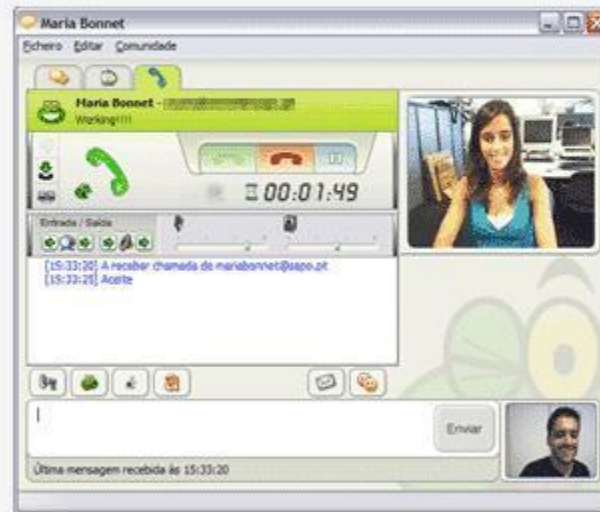 Maria Bonnet
Ficheiro Editar Comunidade
Maria Bonnet -
Working!!!!
00:01:49
Entrada / Saída
[15:33:20] A receber chamada de mariabonnet@sapo.pt
[15:33:25] Aceite
Enviar
Última mensagem recebida às 15:33:20